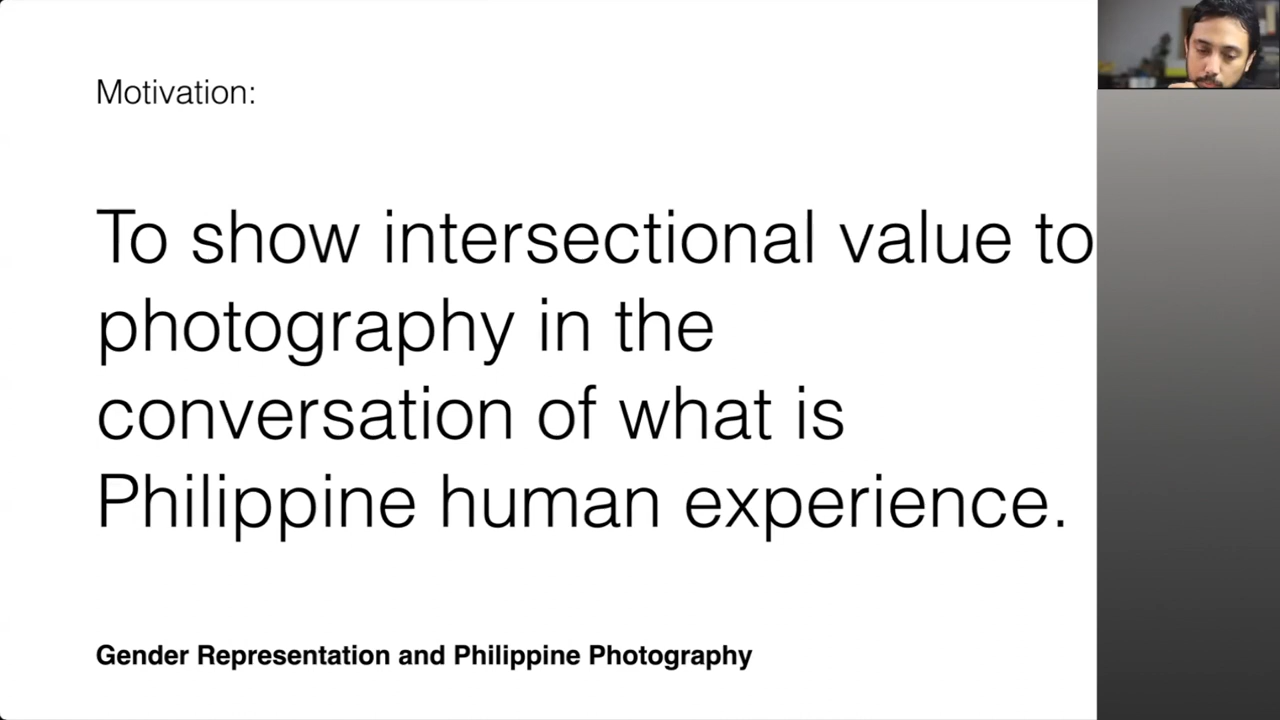 Motivation:
To show intersectional value to
photography in the
conversation of what is
Philippine human experience.
Gender Representation and Philippine Photography